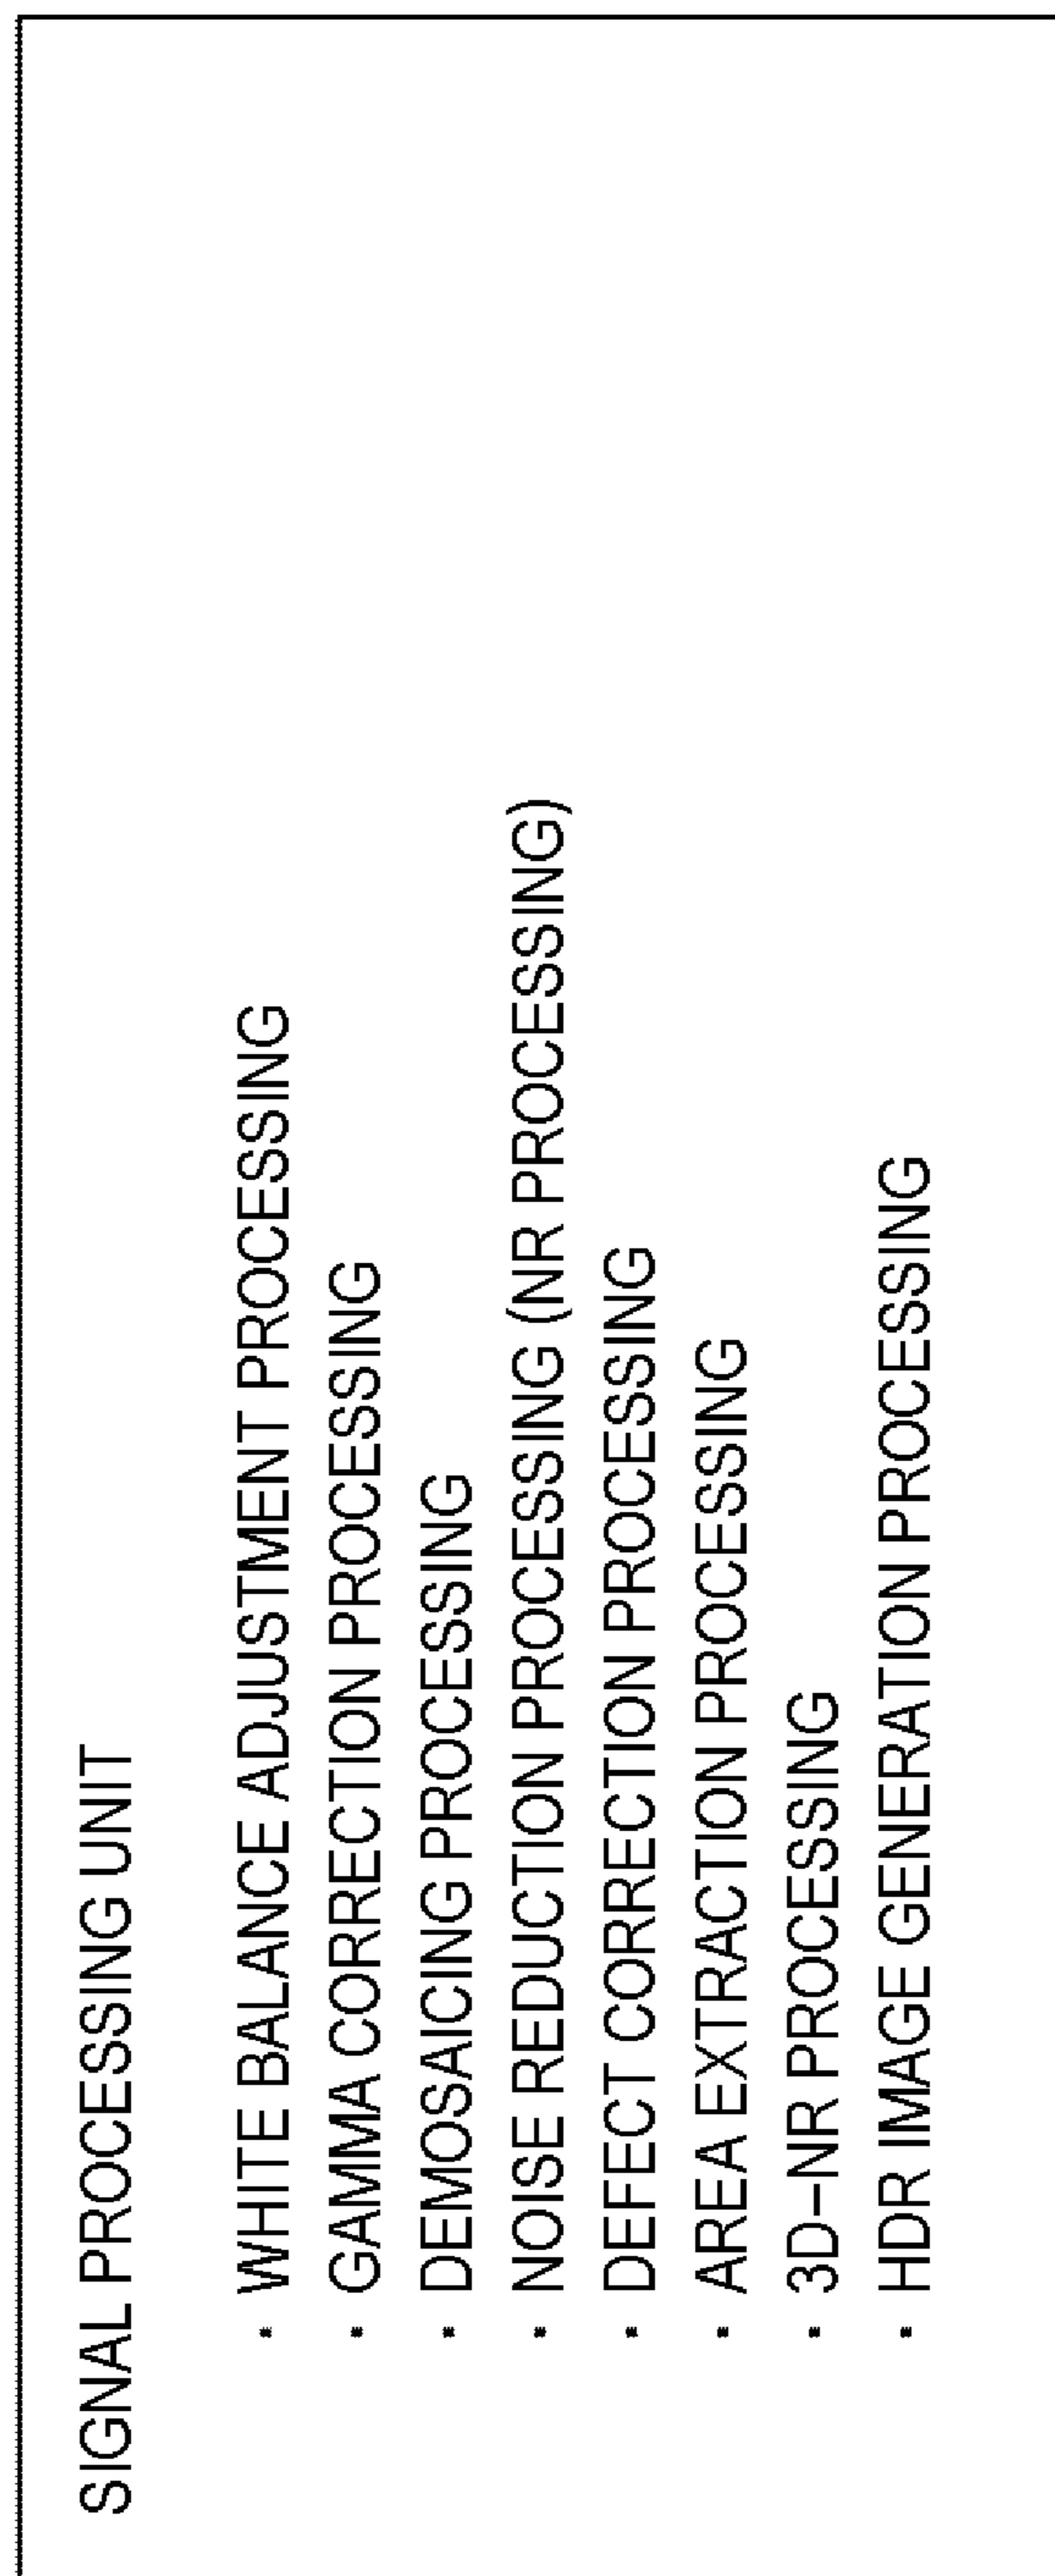 SIGNAL PROCESSING UNIT
· WHITE BALANCE ADJUSTMENT PROCESSING
· GAMMA CORRECTION PROCESSING
· DEMOSAICING PROCESSING
· NOISE REDUCTION PROCESSING (NR PROCESSING)
· DEFECT CORRECTION PROCESSING
· AREA EXTRACTION PROCESSING
· 3D-NR PROCESSING
· HDR IMAGE GENERATION PROCESSING